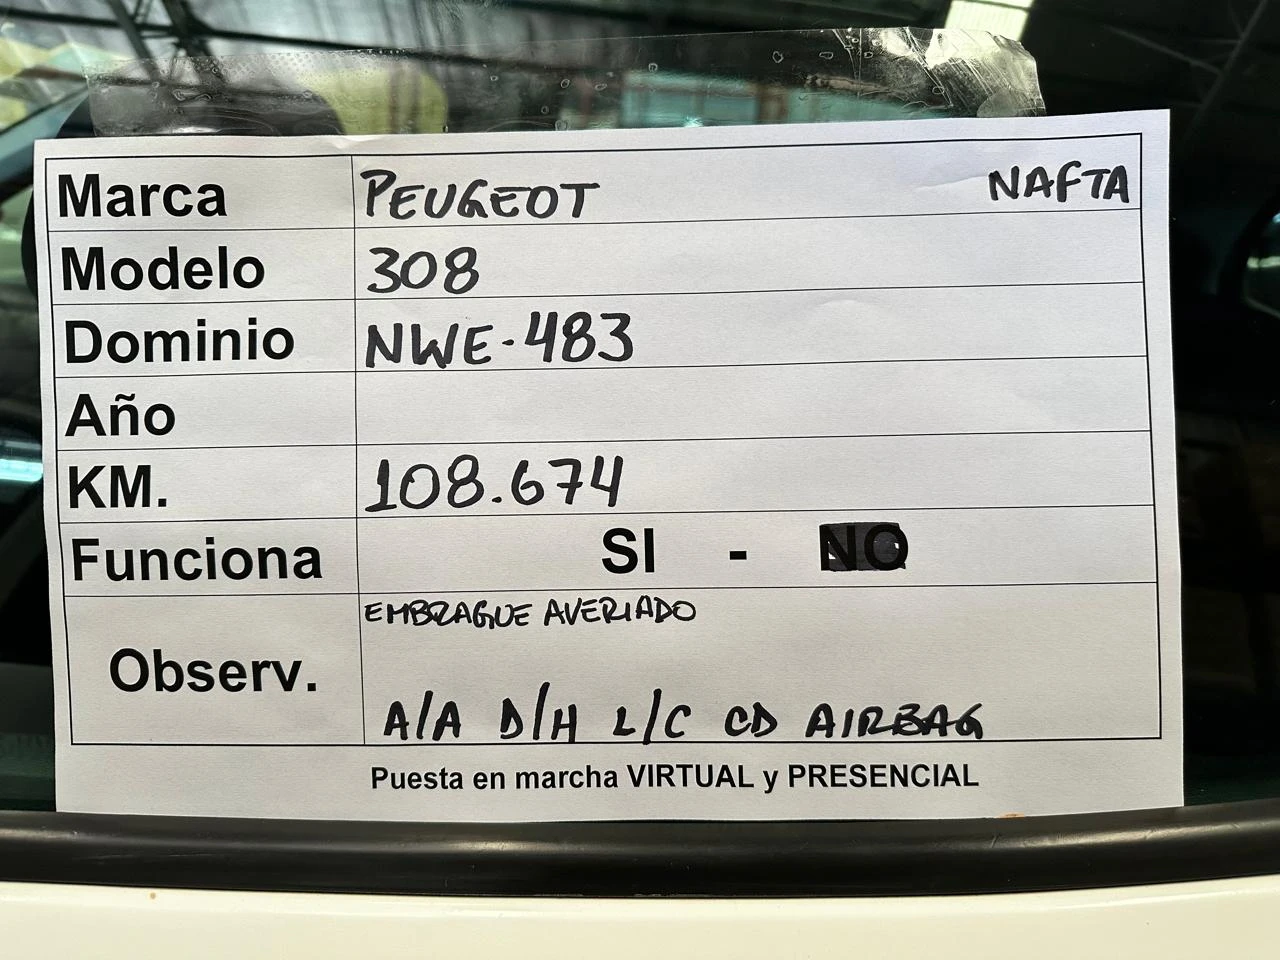 Marca PEUGEOT NAFTA
Modelo 308
Dominio NWE-483
Año
KM. 108.674
Funciona SI - NO
EMBRAGUE AVERIADO
Observ.
A/A D/H L/C CD AIRBAG
Puesta en marcha VIRTUAL y PRESENCIAL